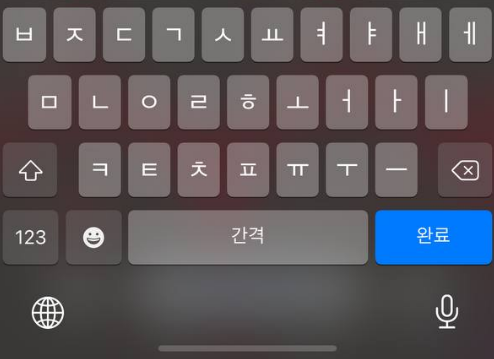 ㅂ ㅈ ㄷ ㄱ ㅅ ㅛ ㅕ ㅑ ㅐ ㅔ
ㅁ ㄴ ㅇ ㄹ ㅎ ㅗ ㅓ ㅏ ㅣ
ㅋ ㅌ ㅊ ㅍ ㅠ ㅜ ㅡ
123 간격 완료